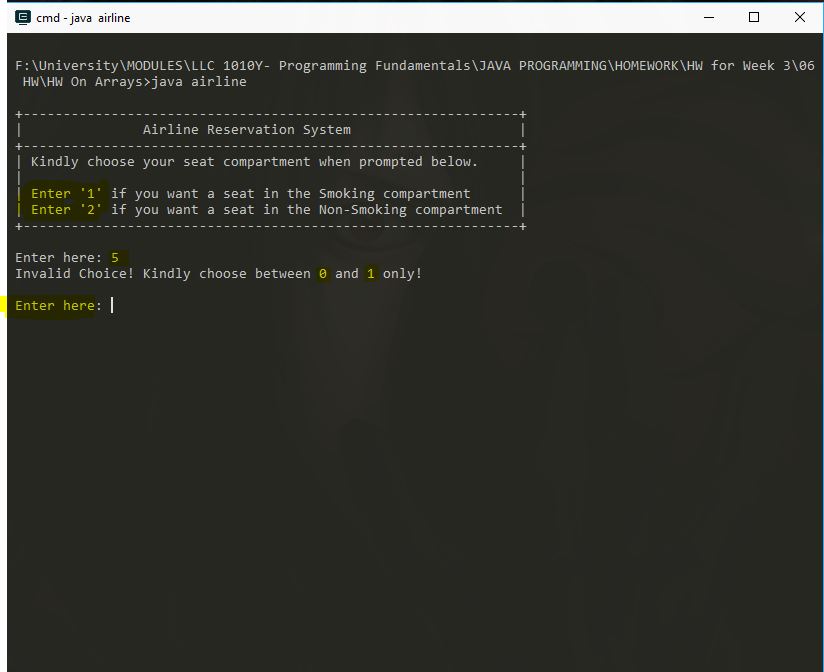 cmd - java airline
F:\University\MODULES\LLC 1010Y- Programming Fundamentals\JAVA PROGRAMMING\HOMEWORK\HW for Week 3\06
HW\HW On Arrays>java airline
+--------------------------------------------------------------+
| Airline Reservation System |
+--------------------------------------------------------------+
| Kindly choose your seat compartment when prompted below. |
| |
| Enter '1' if you want a seat in the Smoking compartment |
| Enter '2' if you want a seat in the Non-Smoking compartment |
+--------------------------------------------------------------+
Enter here: 5
Invalid Choice! Kindly choose between 0 and 1 only!
Enter here: